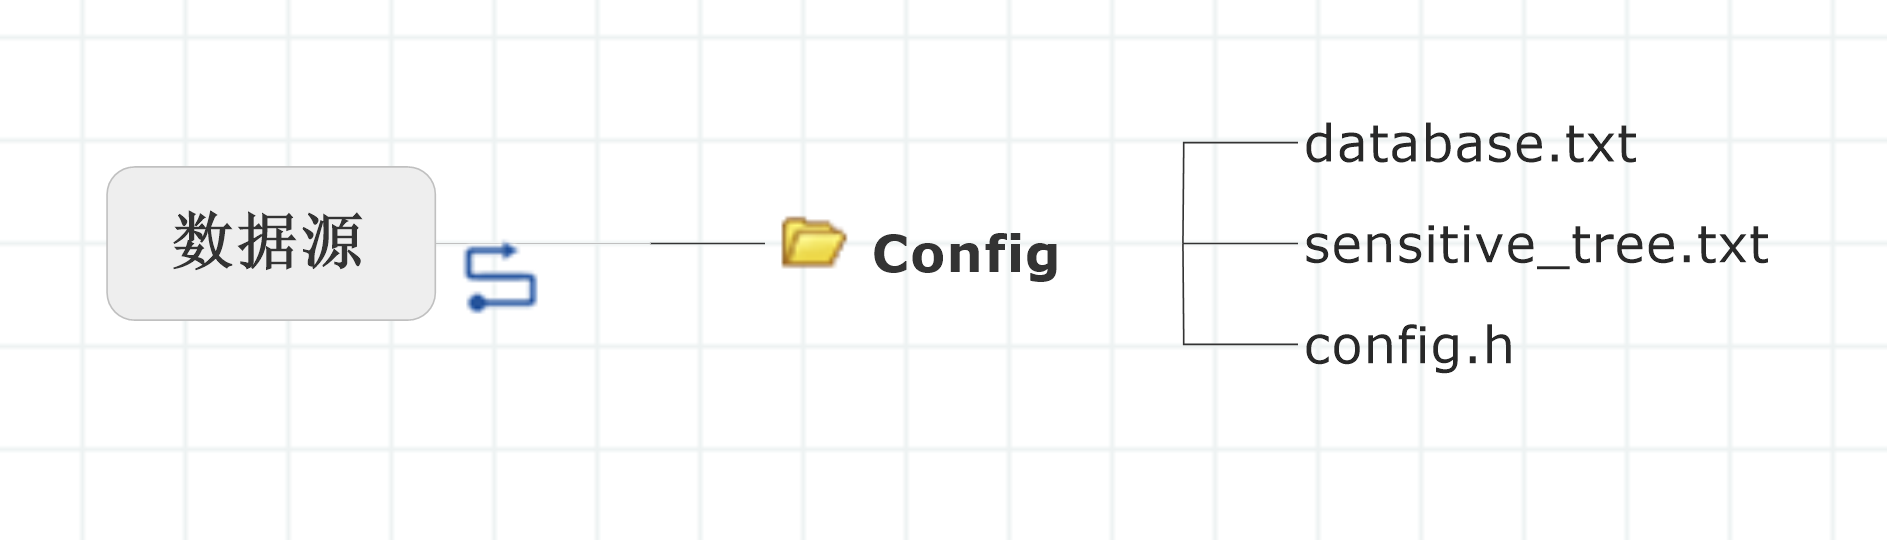 数据源
Config
database.txt
sensitive_tree.txt
config.h